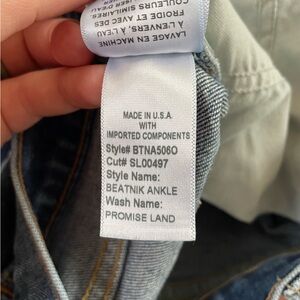 LAVAGE EN MACHINE
À L'ENVERS, À L'EAU
FROIDE ET AVEC DES
COULEURS SIMILAIRES
MADE IN U.S.A.
WITH
IMPORTED COMPONENTS
Style# BTNA506O
Cut# SL00497
Style Name:
BEATNIK ANKLE
Wash Name:
PROMISE LAND